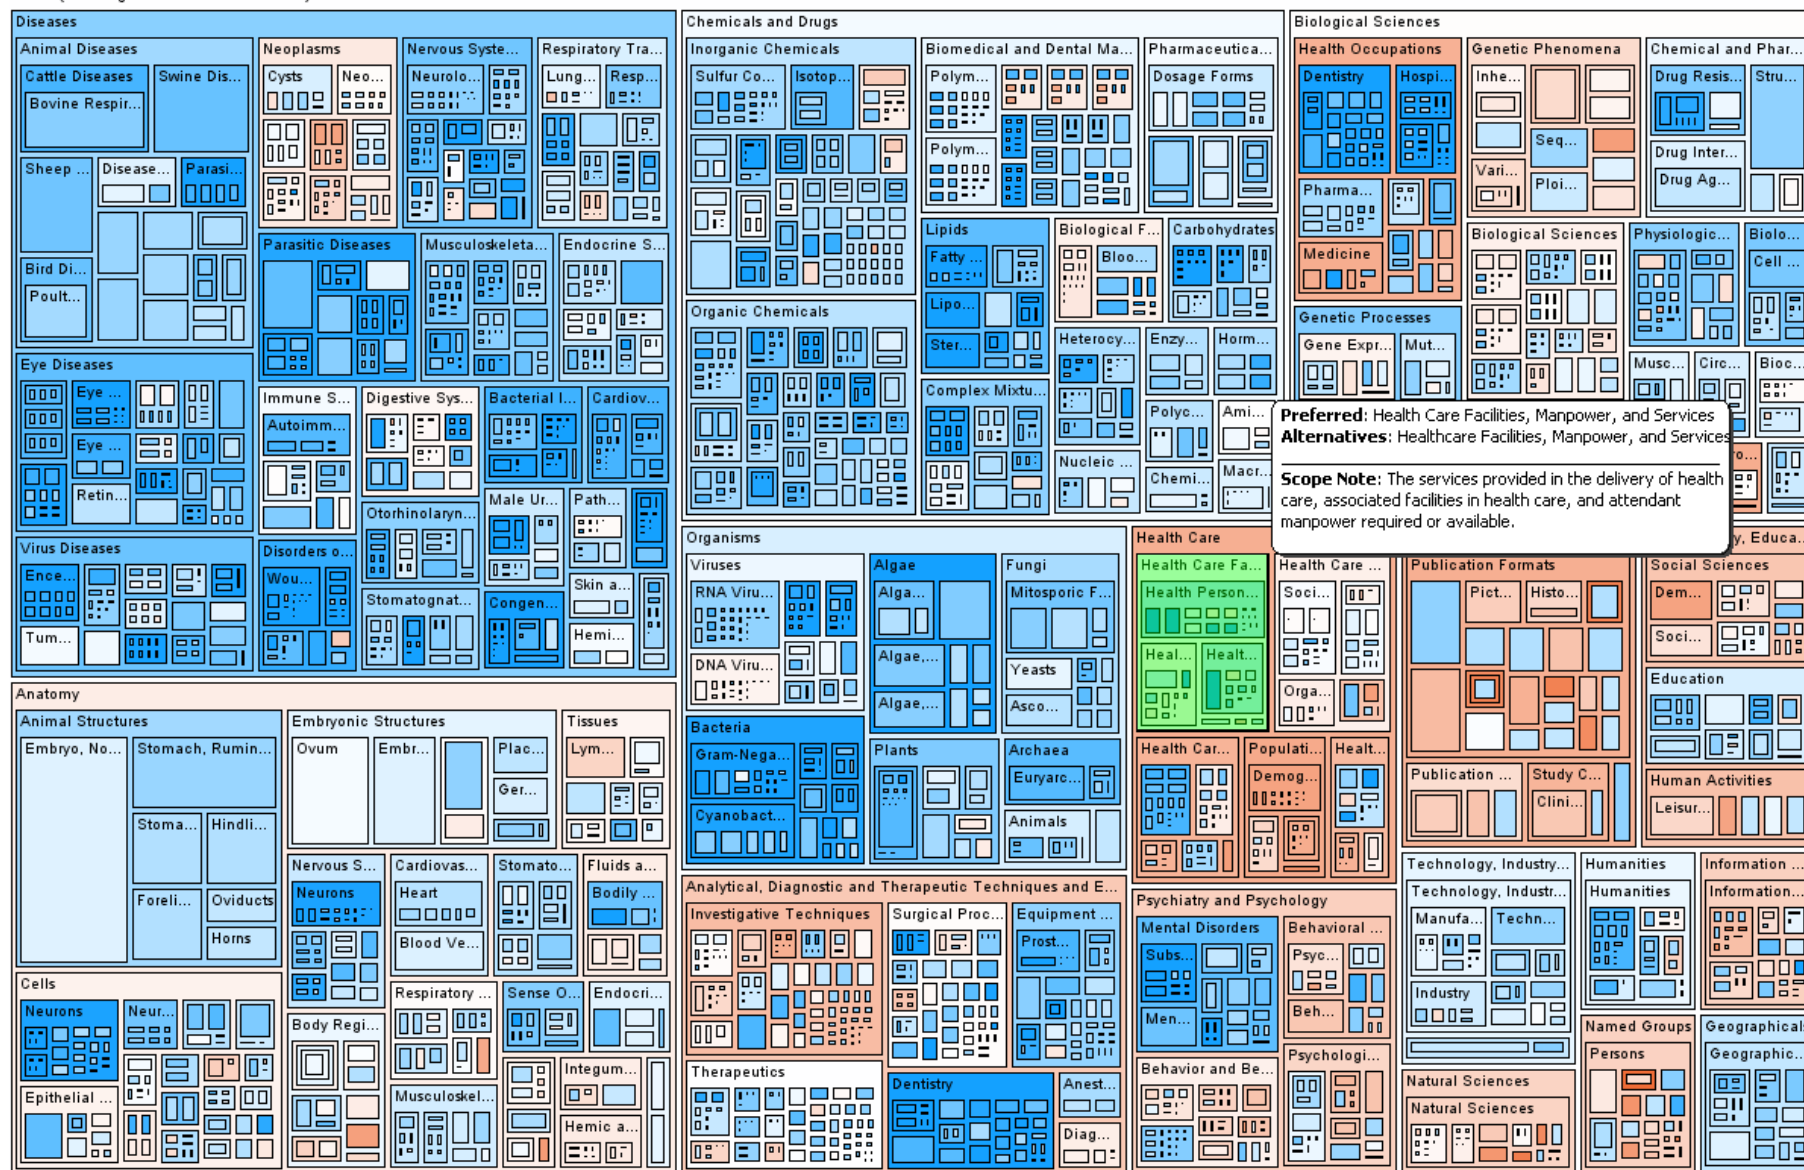 Diseases
Animal Diseases
Cattle Diseases
Swine Dis...
Bovine Respir...
Sheep ...
Disease...
Parasi...
Bird Di...
Poult...
Neoplasms
Cysts
Neo...
Nervous Syste...
Neurolo...
Respiratory Tra...
Lung...
Resp...
Parasitic Diseases
Musculoskeleta...
Endocrine S...
Eye Diseases
Eye ...
Eye ...
Retin...
Immune S...
Autoimm...
Digestive Sys...
Bacterial I...
Cardiov...
Otorhinolaryn...
Male Ur...
Path...
Virus Diseases
Ence...
Tum...
Disorders o...
Wou...
Stomatognat...
Congen...
Skin a...
Hemi...
Chemicals and Drugs
Inorganic Chemicals
Sulfur Co...
Isotop...
Biomedical and Dental Ma...
Polym...
Polym...
Pharmaceutica...
Dosage Forms
Lipids
Fatty ...
Lipo...
Ster...
Biological F...
Bloo...
Carbohydrates
Organic Chemicals
Complex Mixtu...
Heterocy...
Enzy...
Horm...
Polyc...
Ami...
Nucleic ...
Chemi...
Macr...
Biological Sciences
Health Occupations
Dentistry
Hospi...
Pharma...
Medicine
Genetic Phenomena
Inhe...
Seq...
Vari...
Ploi...
Chemical and Phar...
Drug Resis...
Stru...
Drug Inter...
Drug Ag...
Biological Sciences
Physiologic...
Biolo...
Cell ...
Genetic Processes
Gene Expr...
Mut...
Musc...
Circ...
Bioc...
Preferred: Health Care Facilities, Manpower, and Services
Alternatives: Healthcare Facilities, Manpower, and Services
Scope Note: The services provided in the delivery of health
care, associated facilities in health care, and attendant
manpower required or available.
ro...
Organisms
Viruses
RNA Viru...
DNA Viru...
Algae
Alga...
Algae,...
Algae,...
Fungi
Mitosporic F...
Yeasts
Asco...
Bacteria
Gram-Nega...
Cyanobact...
Plants
Archaea
Euryarc...
Animals
Health Care
Health Care Fa...
Health Person...
Heal...
Healt...
Health Care ...
Soci...
Orga...
Health Car...
Populati...
Demog...
Healt...
Publication Formats
Pict...
Histo...
Publication ...
Study C...
Clini...
y, Educa...
Social Sciences
Dem...
Soci...
Education
Human Activities
Leisur...
Anatomy
Animal Structures
Embryo, No...
Stomach, Rumin...
Stoma...
Hindli...
Foreli...
Oviducts
Horns
Embryonic Structures
Ovum
Embr...
Plac...
Ger...
Tissues
Lym...
Nervous S...
Neurons
Cardiovas...
Heart
Blood Ve...
Stomato...
Fluids a...
Bodily ...
Cells
Neurons
Neur...
Epithelial ...
Body Regi...
Respiratory ...
Sense O...
Endocri...
Musculoskel...
Integum...
Hemic a...
Analytical, Diagnostic and Therapeutic Techniques and E...
Investigative Techniques
Surgical Proc...
Equipment ...
Prost...
Therapeutics
Dentistry
Anest...
Diag...
Psychiatry and Psychology
Mental Disorders
Subs...
Men...
Behavioral ...
Psyc...
Beh...
Behavior and Be...
Psychologi...
Technology, Industry...
Technology, Industr...
Manufa...
Techn...
Industry
Humanities
Humanities
Information ...
Information...
Natural Sciences
Natural Sciences
Named Groups
Persons
Geographicals
Geographic...